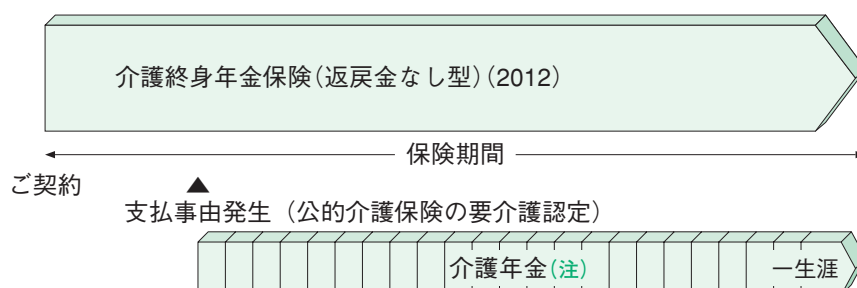 介護終身年金保険(返戻金なし型)(2012)
保険期間
ご契約
支払事由発生（公的介護保険の要介護認定）
介護年金(注)
一生涯